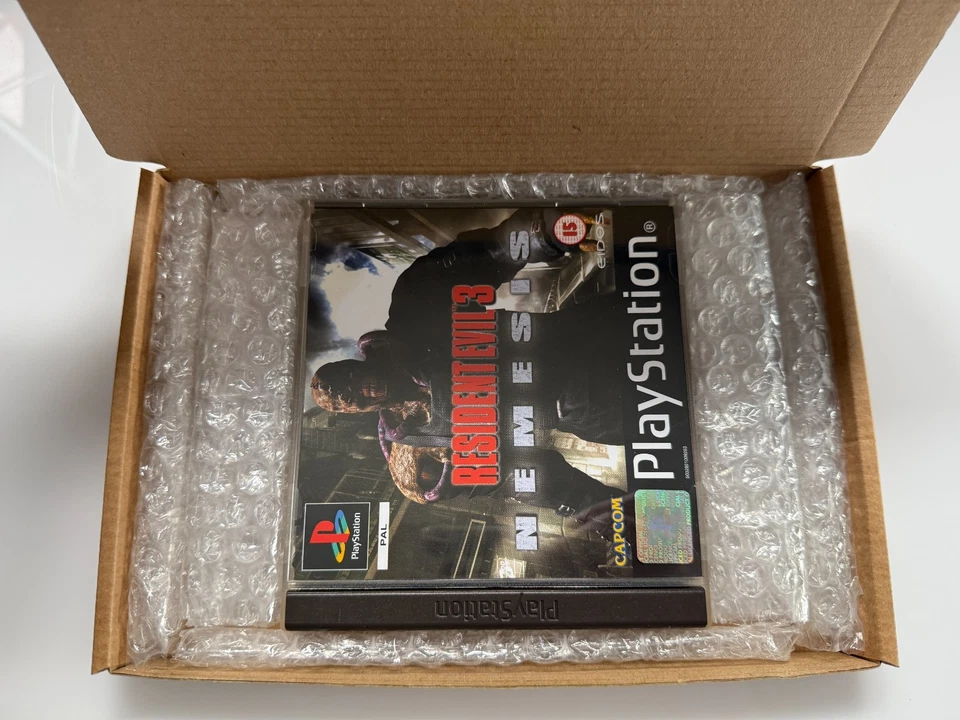 PlayStation
PAL
15
eidos
RESIDENT EVIL 3
NEMESIS
CAPCOM
PlayStation®
PlayStation